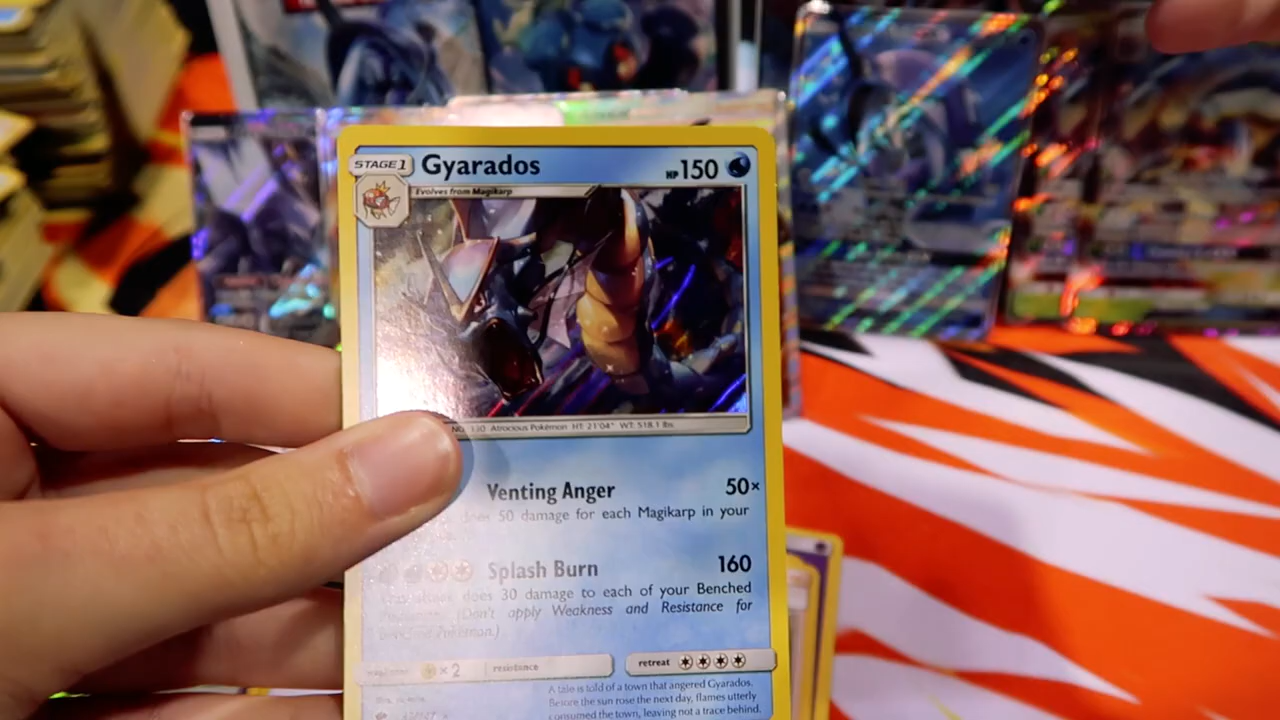 STAGE 1 Gyarados HP 150
Evolves from Magikarp
NO. 130 Atrocious Pokémon HT: 21'04" WT: 518.1 lbs.
Venting Anger 50×
50 damage for each Magikarp in your
Splash Burn 160
does 30 damage to each of your Benched
(Don't apply Weakness and Resistance for
Pokémon.)
×2 resistance retreat
A tale is told of a town that angered Gyarados.
Before the sun rose the next day, flames utterly
consumed the town, leaving not a trace behind.